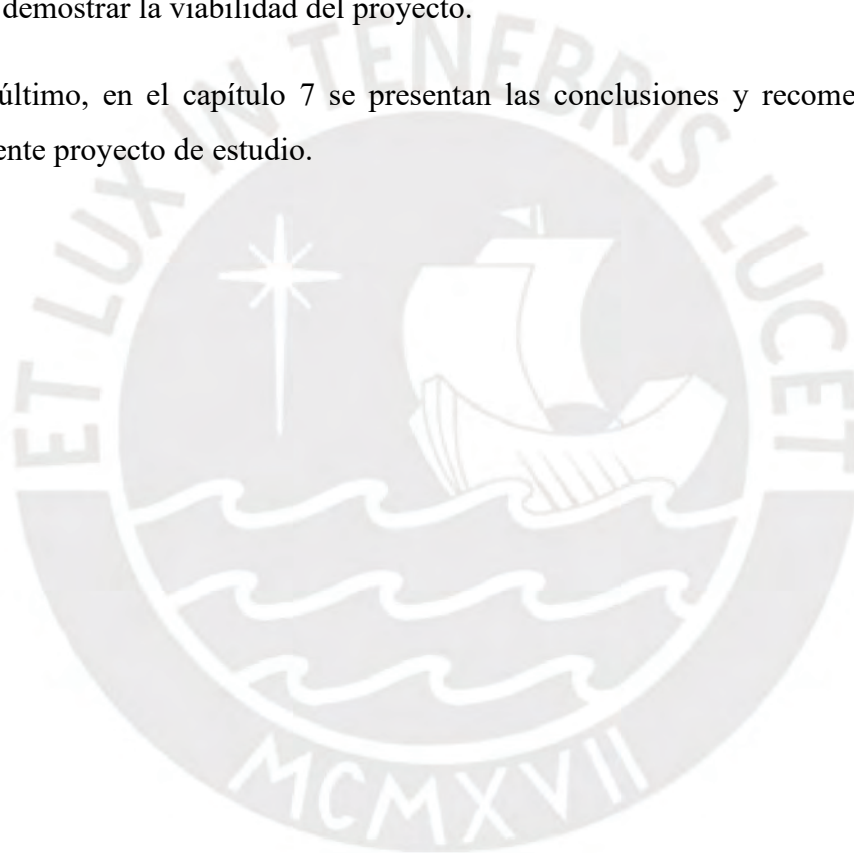 demostrar la viabilidad del proyecto.
último, en el capítulo 7 se presentan las conclusiones y recome
ente proyecto de estudio.
ET LUX IN TENEBRIS LUCET
MCMXVII